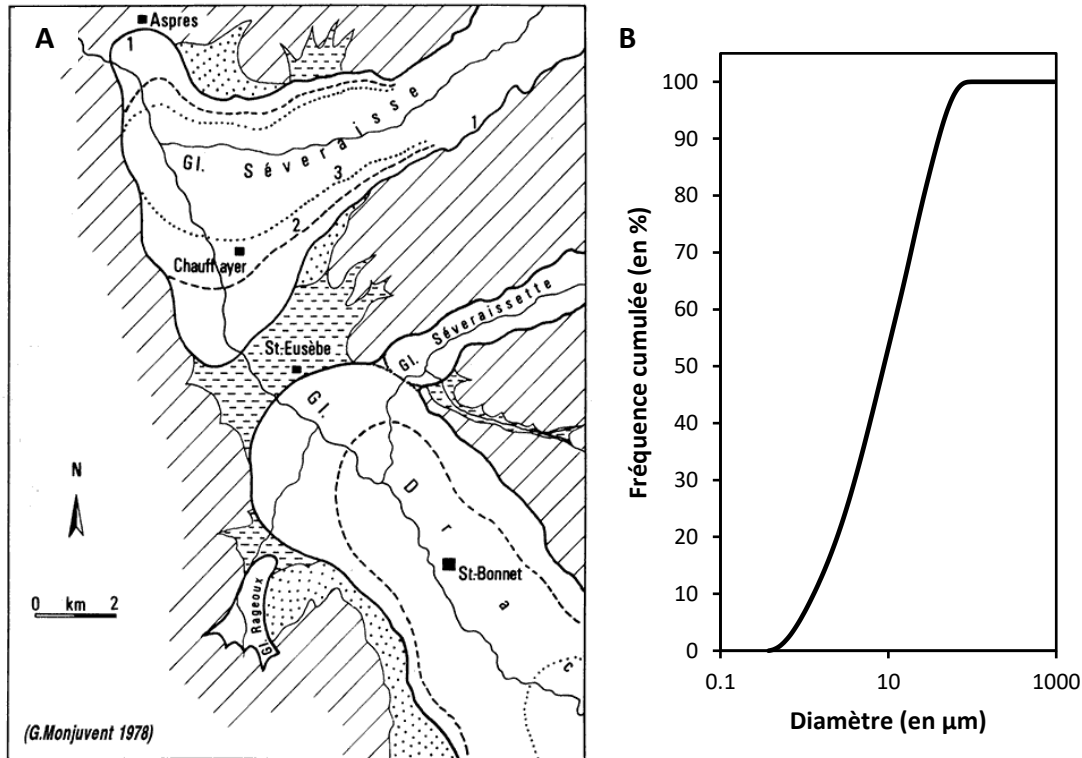 A
Aspres
1
Gl. Séveraisse
1
3
2
Chauffayer
St-Eusèbe
Gl. Séveraissette
Gl. Drac
N
0 km 2
St-Bonnet
Gl. Rageoux
(G.Monjuvent 1978)
B
Fréquence cumulée (en %)
100
90
80
70
60
50
40
30
20
10
0
0.1 10 1000
Diamètre (en µm)